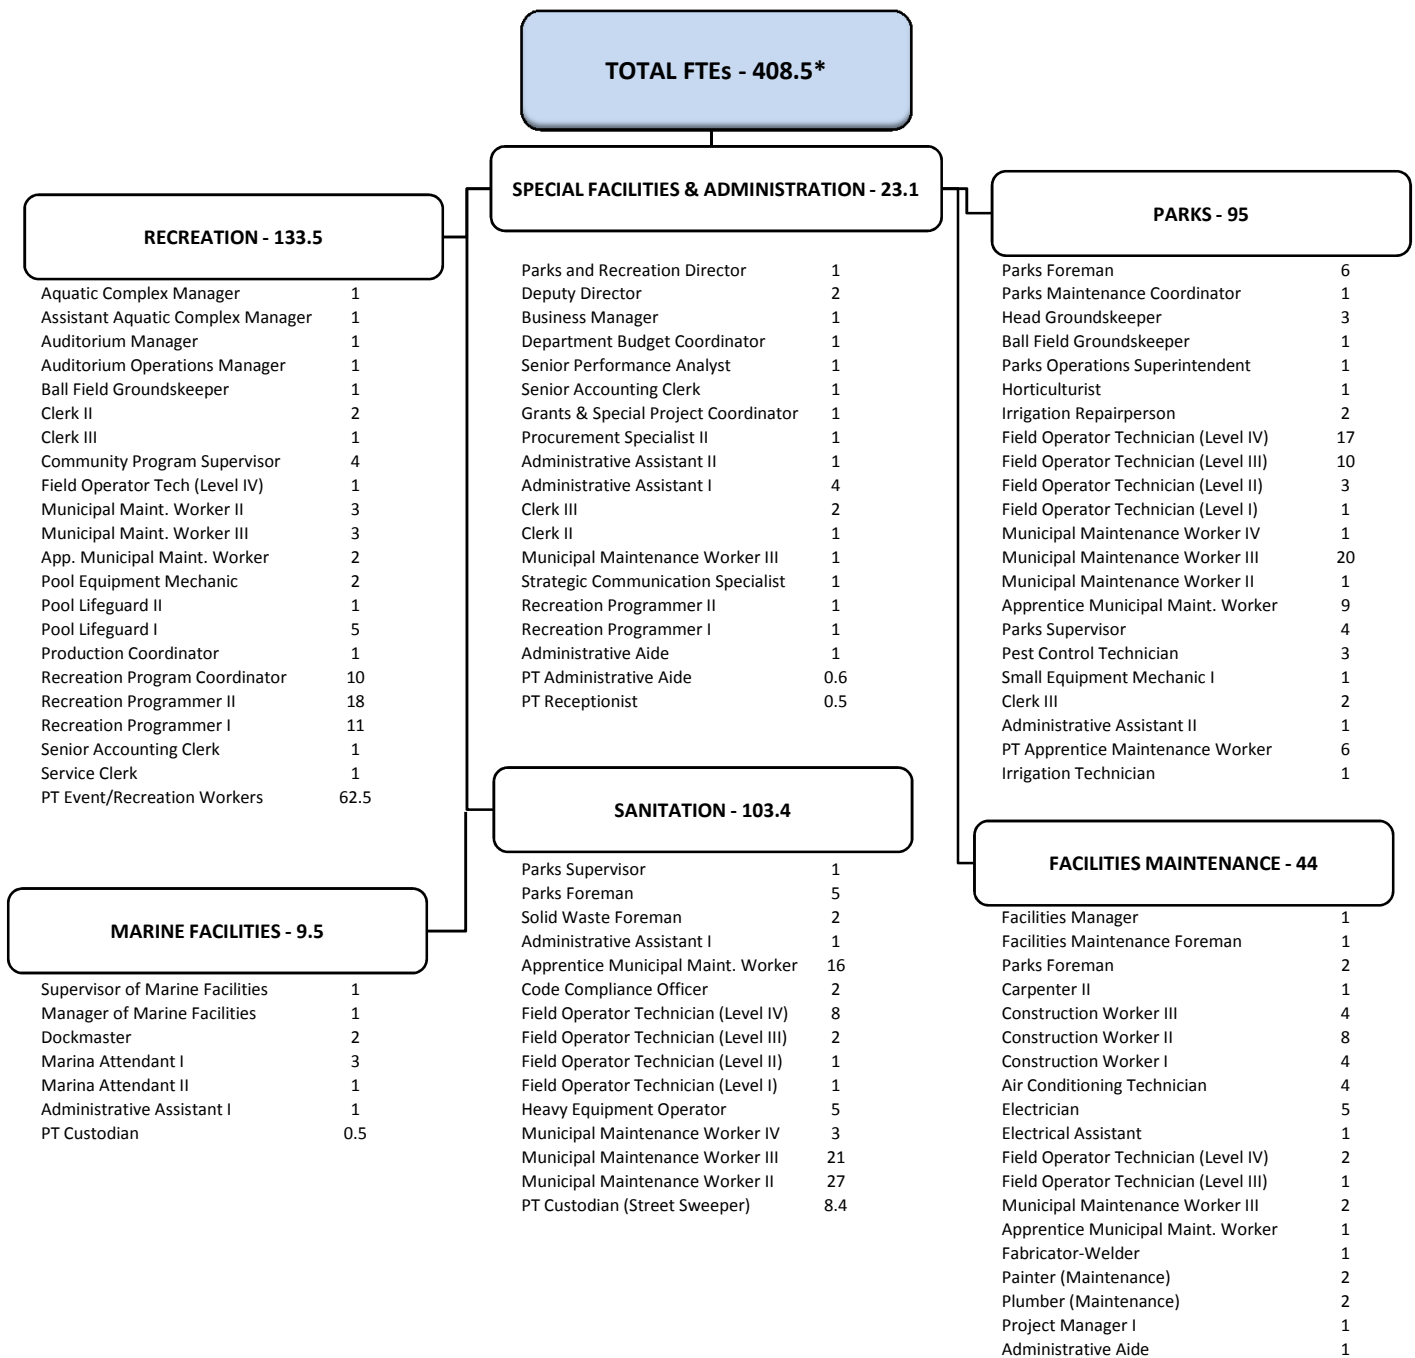 TOTAL FTEs - 408.5*
SPECIAL FACILITIES & ADMINISTRATION - 23.1
Parks and Recreation Director 1
Deputy Director 2
Business Manager 1
Department Budget Coordinator 1
Senior Performance Analyst 1
Senior Accounting Clerk 1
Grants & Special Project Coordinator 1
Procurement Specialist II 1
Administrative Assistant II 1
Administrative Assistant I 4
Clerk III 2
Clerk II 1
Municipal Maintenance Worker III 1
Strategic Communication Specialist 1
Recreation Programmer II 1
Recreation Programmer I 1
Administrative Aide 1
PT Administrative Aide 0.6
PT Receptionist 0.5
RECREATION - 133.5
Aquatic Complex Manager 1
Assistant Aquatic Complex Manager 1
Auditorium Manager 1
Auditorium Operations Manager 1
Ball Field Groundskeeper 1
Clerk II 2
Clerk III 1
Community Program Supervisor 4
Field Operator Tech (Level IV) 1
Municipal Maint. Worker II 3
Municipal Maint. Worker III 3
App. Municipal Maint. Worker 2
Pool Equipment Mechanic 2
Pool Lifeguard II 1
Pool Lifeguard I 5
Production Coordinator 1
Recreation Program Coordinator 10
Recreation Programmer II 18
Recreation Programmer I 11
Senior Accounting Clerk 1
Service Clerk 1
PT Event/Recreation Workers 62.5
PARKS - 95
Parks Foreman 6
Parks Maintenance Coordinator 1
Head Groundskeeper 3
Ball Field Groundskeeper 1
Parks Operations Superintendent 1
Horticulturist 1
Irrigation Repairperson 2
Field Operator Technician (Level IV) 17
Field Operator Technician (Level III) 10
Field Operator Technician (Level II) 3
Field Operator Technician (Level I) 1
Municipal Maintenance Worker IV 1
Municipal Maintenance Worker III 20
Municipal Maintenance Worker II 1
Apprentice Municipal Maint. Worker 9
Parks Supervisor 4
Pest Control Technician 3
Small Equipment Mechanic I 1
Clerk III 2
Administrative Assistant II 1
PT Apprentice Maintenance Worker 6
Irrigation Technician 1
MARINE FACILITIES - 9.5
Supervisor of Marine Facilities 1
Manager of Marine Facilities 1
Dockmaster 2
Marina Attendant I 3
Marina Attendant II 1
Administrative Assistant I 1
PT Custodian 0.5
SANITATION - 103.4
Parks Supervisor 1
Parks Foreman 5
Solid Waste Foreman 2
Administrative Assistant I 1
Apprentice Municipal Maint. Worker 16
Code Compliance Officer 2
Field Operator Technician (Level IV) 8
Field Operator Technician (Level III) 2
Field Operator Technician (Level II) 1
Field Operator Technician (Level I) 1
Heavy Equipment Operator 5
Municipal Maintenance Worker IV 3
Municipal Maintenance Worker III 21
Municipal Maintenance Worker II 27
PT Custodian (Street Sweeper) 8.4
FACILITIES MAINTENANCE - 44
Facilities Manager 1
Facilities Maintenance Foreman 1
Parks Foreman 2
Carpenter II 1
Construction Worker III 4
Construction Worker II 8
Construction Worker I 4
Air Conditioning Technician 4
Electrician 5
Electrical Assistant 1
Field Operator Technician (Level IV) 2
Field Operator Technician (Level III) 1
Municipal Maintenance Worker III 2
Apprentice Municipal Maint. Worker 1
Fabricator-Welder 1
Painter (Maintenance) 2
Plumber (Maintenance) 2
Project Manager I 1
Administrative Aide 1